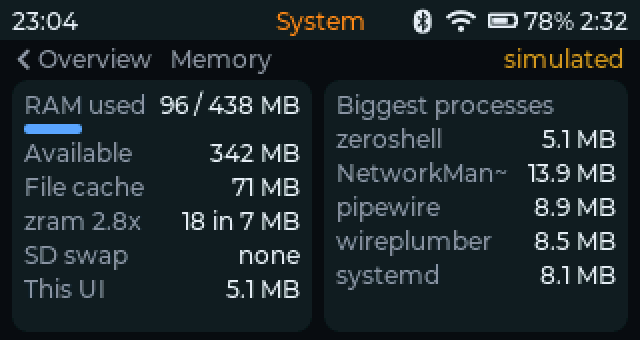 23:04 System 78% 2:32
Overview Memory simulated
RAM used 96 / 438 MB
Available 342 MB
File cache 71 MB
zram 2.8x 18 in 7 MB
SD swap none
This UI 5.1 MB
Biggest processes
zeroshell 5.1 MB
NetworkMan~ 13.9 MB
pipewire 8.9 MB
wireplumber 8.5 MB
systemd 8.1 MB